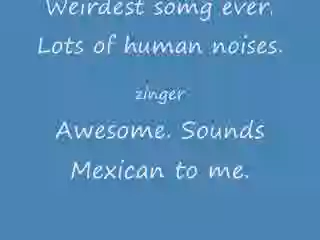 Weirdest somg ever.
Lots of human noises.
zinger
Awesome. Sounds
Mexican to me.